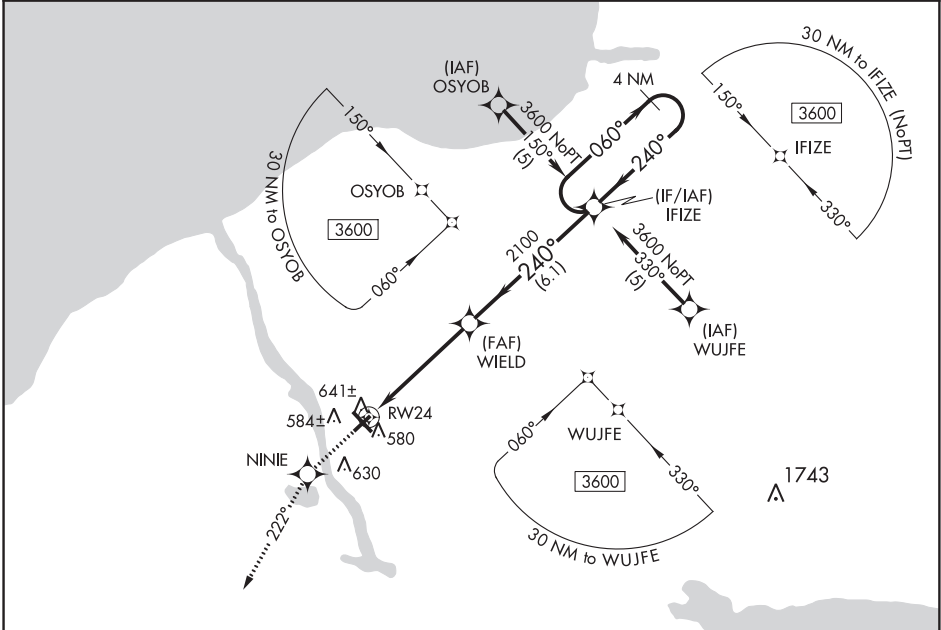 (IAF)
OSYOB
3600 NoPT
150°
(5)
4 NM
060°
240°
30 NM to IFIZE (NoPT)
150°
3600
IFIZE
330°
150°
OSYOB
3600
060°
30 NM to OSYOB
(IF/IAF)
IFIZE
2100
240°
(6.1)
3600 NoPT
330°
(5)
(IAF)
WUJFE
(FAF)
WIELD
641±
584±
RW24
580
630
NINIE
222°
060°
WUJFE
3600
330°
30 NM to WUJFE
1743